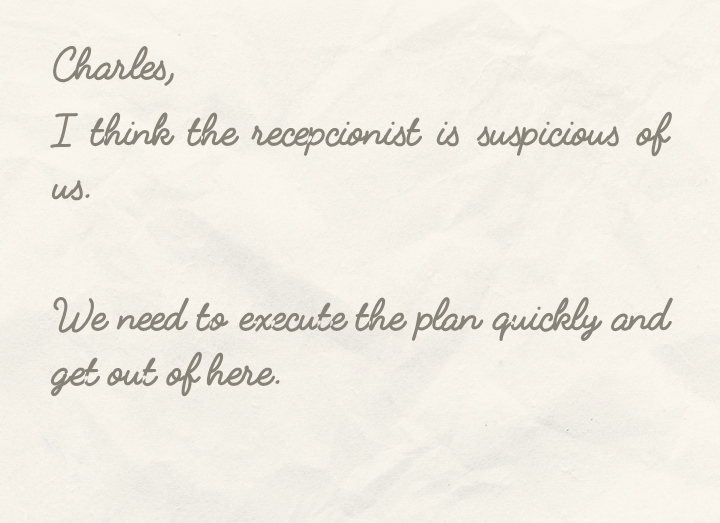 Charles,
I think the recepcionist is suspicious of
us.
We need to execute the plan quickly and
get out of here.